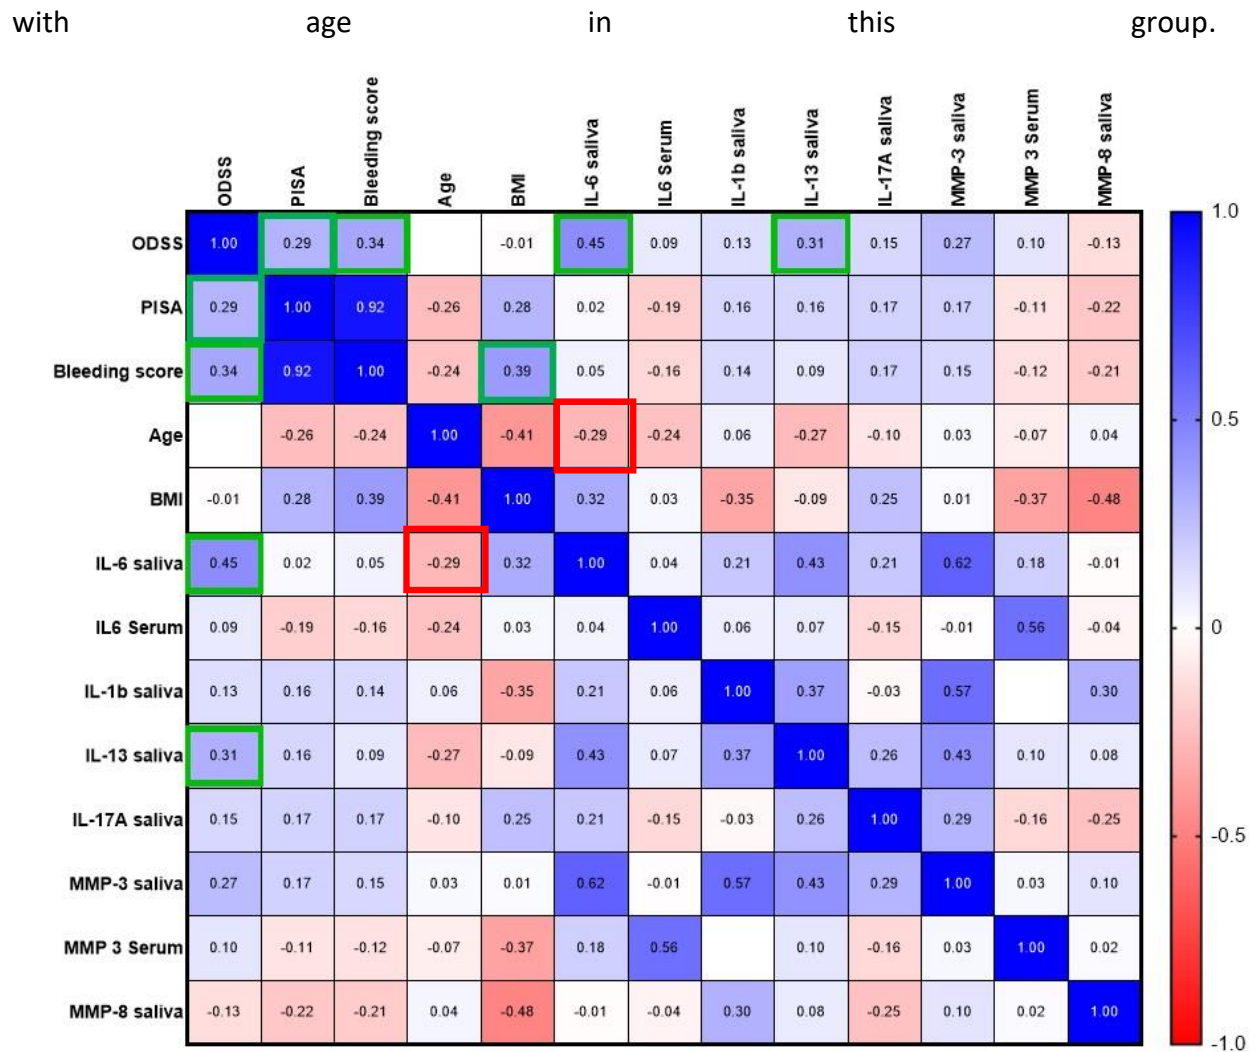 with age in this group.
ODSS PISA Bleeding score Age BMI IL-6 saliva IL6 Serum IL-1b saliva IL-13 saliva IL-17A saliva MMP-3 saliva MMP 3 Serum MMP-8 saliva
ODSS 1.00 0.29 0.34 -0.01 0.45 0.09 0.13 0.31 0.15 0.27 0.10 -0.13
PISA 0.29 1.00 0.92 -0.26 0.28 0.02 -0.19 0.16 0.16 0.17 0.17 -0.11 -0.22
Bleeding score 0.34 0.92 1.00 -0.24 0.39 0.05 -0.16 0.14 0.09 0.17 0.15 -0.12 -0.21
Age -0.26 -0.24 1.00 -0.41 -0.29 -0.24 0.06 -0.27 -0.10 0.03 -0.07 0.04
BMI -0.01 0.28 0.39 -0.41 1.00 0.32 0.03 -0.35 -0.09 0.25 0.01 -0.37 -0.48
IL-6 saliva 0.45 0.02 0.05 -0.29 0.32 1.00 0.04 0.21 0.43 0.21 0.62 0.18 -0.01
IL6 Serum 0.09 -0.19 -0.16 -0.24 0.03 0.04 1.00 0.06 0.07 -0.15 -0.01 0.56 -0.04
IL-1b saliva 0.13 0.16 0.14 0.06 -0.35 0.21 0.06 1.00 0.37 -0.03 0.57 0.30
IL-13 saliva 0.31 0.16 0.09 -0.27 -0.09 0.43 0.07 0.37 1.00 0.26 0.43 0.10 0.08
IL-17A saliva 0.15 0.17 0.17 -0.10 0.25 0.21 -0.15 -0.03 0.26 1.00 0.29 -0.16 -0.25
MMP-3 saliva 0.27 0.17 0.15 0.03 0.01 0.62 -0.01 0.57 0.43 0.29 1.00 0.03 0.10
MMP 3 Serum 0.10 -0.11 -0.12 -0.07 -0.37 0.18 0.56 0.10 -0.16 0.03 1.00 0.02
MMP-8 saliva -0.13 -0.22 -0.21 0.04 -0.48 -0.01 -0.04 0.30 0.08 -0.25 0.10 0.02 1.00
1.0
0.5
0
-0.5
-1.0